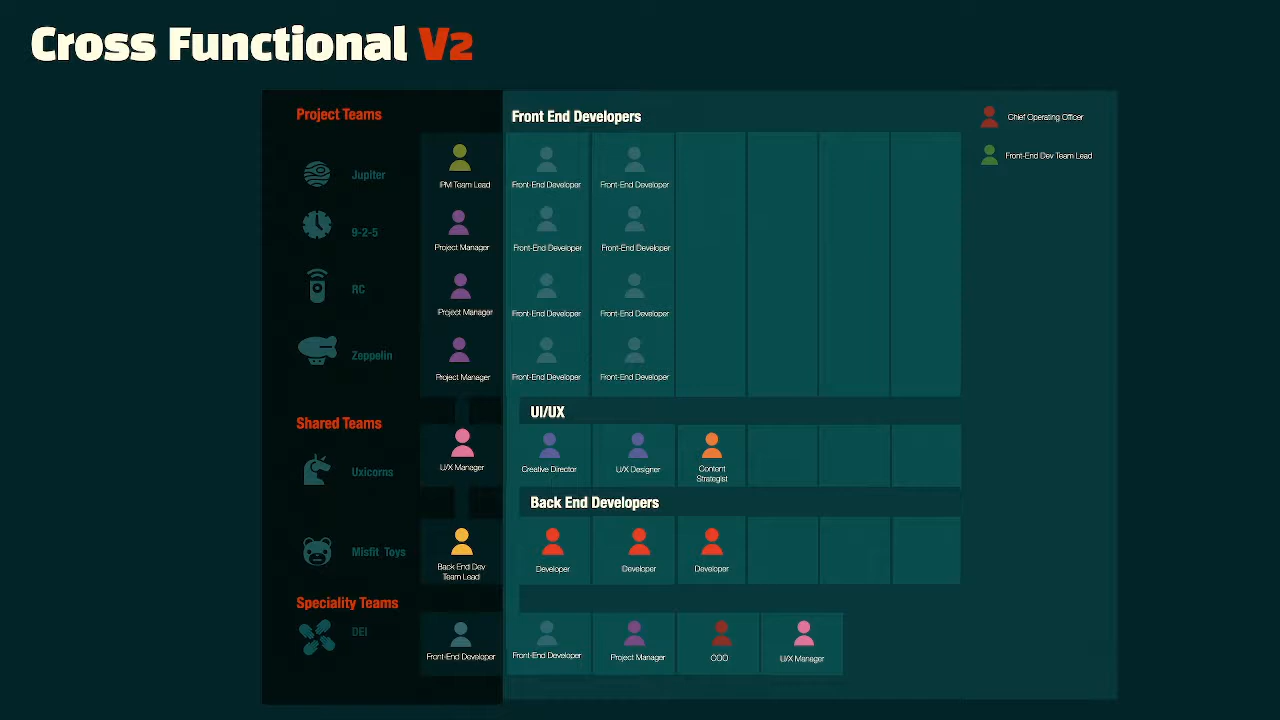 Cross Functional V2
Project Teams
Front End Developers
Chief Operating Officer
Front-End Dev Team Lead
Jupiter
PM Team Lead
Front-End Developer
Front-End Developer
9-2-5
Project Manager
Front-End Developer
Front-End Developer
RC
Project Manager
Front-End Developer
Front-End Developer
Zeppelin
Project Manager
Front-End Developer
Front-End Developer
UI/UX
Shared Teams
Uxicorns
U/X Manager
Creative Director
U/X Designer
Content
Strategist
Back End Developers
Misfit Toys
Back End Dev
Team Lead
Developer
Developer
Developer
Speciality Teams
DEI
Front-End Developer
Front-End Developer
Project Manager
COO
U/X Manager